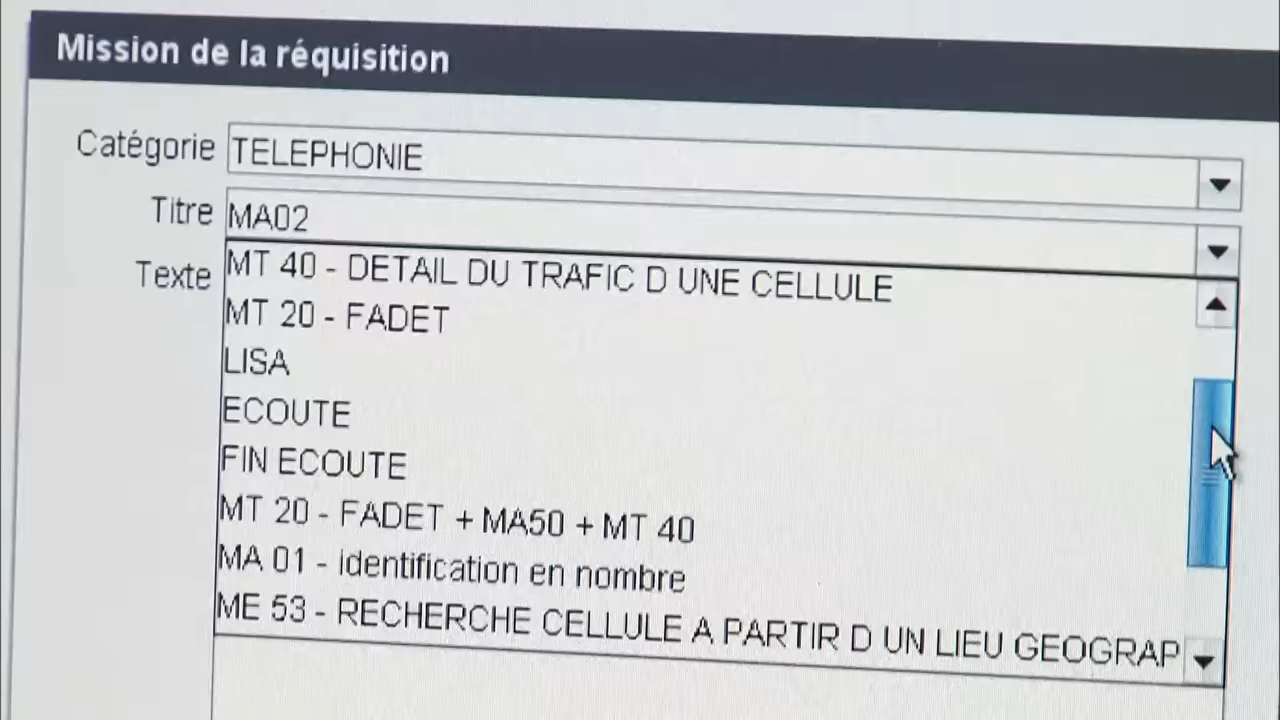 Mission de la réquisition
Catégorie TELEPHONIE
Titre MA02
Texte
MT 40 - DETAIL DU TRAFIC D UNE CELLULE
MT 20 - FADET
LISA
ECOUTE
FIN ECOUTE
MT 20 - FADET + MA50 + MT 40
MA 01 - identification en nombre
ME 53 - RECHERCHE CELLULE A PARTIR D UN LIEU GEOGRAP